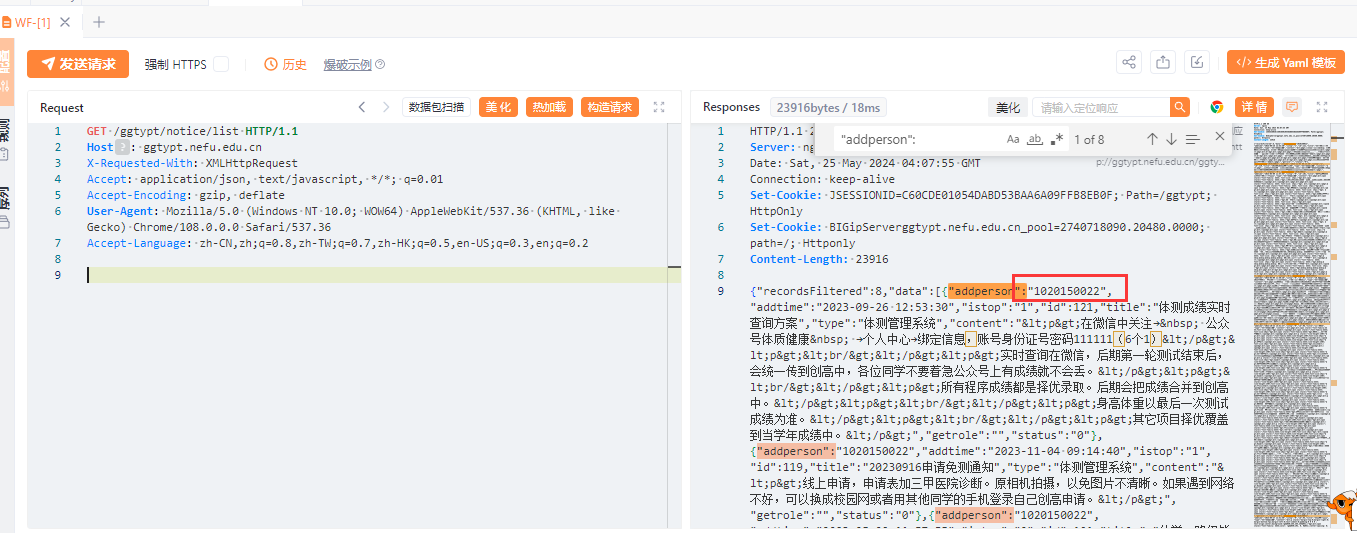 WF-[1]
发送请求
强制 HTTPS
历史
爆破示例
</> 生成 Yaml 模板
Request
数据包扫描
美化
热加载
构造请求
Responses
23916bytes / 18ms
美化
请输入定位响应
详情
"addperson":
Aa
ab
1 of 8
1 GET /ggtypt/notice/list HTTP/1.1
2 Host ? : ggtypt.nefu.edu.cn
3 X-Requested-With: XMLHttpRequest
4 Accept: application/json, text/javascript, */*; q=0.01
5 Accept-Encoding: gzip, deflate
6 User-Agent: Mozilla/5.0 (Windows NT 10.0; WOW64) AppleWebKit/537.36 (KHTML, like
Gecko) Chrome/108.0.0.0 Safari/537.36
7 Accept-Language: zh-CN,zh;q=0.8,zh-TW;q=0.7,zh-HK;q=0.5,en-US;q=0.3,en;q=0.2
8
9
1 HTTP/1.1 2
2 Server: ng
p://ggtypt.nefu.edu.cn/ggty...
3 Date: Sat, 25 May 2024 04:07:55 GMT
4 Connection: keep-alive
5 Set-Cookie: JSESSIONID=C60CDE01054DABD53BAA6A09FFB8EB0F; Path=/ggtypt;
HttpOnly
6 Set-Cookie: BIGipServerggtypt.nefu.edu.cn_pool=2740718090.20480.0000;
path=/; Httponly
7 Content-Length: 23916
8
9 {"recordsFiltered":8,"data":[{"addperson":"1020150022",
"addtime":"2023-09-26 12:53:30","istop":"1","id":121,"title":"体测成绩实时
查询方案","type":"体测管理系统","content":"&lt;p&gt;在微信中关注→&nbsp; 公众
号体质健康&nbsp; →个人中心→绑定信息，账号身份证号密码111111（6个1）&lt;/p&gt;&
lt;p&gt;&lt;br/&gt;&lt;/p&gt;&lt;p&gt;实时查询在微信，后期第一轮测试结束后，
会统一传到创高中，各位同学不要着急公众号上有成绩就不会丢。&lt;/p&gt;&lt;p&gt;&
lt;br/&gt;&lt;/p&gt;&lt;p&gt;所有程序成绩都是择优录取。后期会把成绩合并到创高
中。&lt;/p&gt;&lt;p&gt;&lt;br/&gt;&lt;/p&gt;&lt;p&gt;身高体重以最后一次测试
成绩为准。&lt;/p&gt;&lt;p&gt;&lt;br/&gt;&lt;/p&gt;&lt;p&gt;其它项目择优覆盖
到当学年成绩中。&lt;/p&gt;","getrole":"","status":"0"},
{"addperson":"1020150022","addtime":"2023-11-04 09:14:40","istop":"1",
"id":119,"title":"20230916申请免测通知","type":"体测管理系统","content":"&
lt;p&gt;线上申请，申请表加三甲医院诊断。原相机拍摄，以免图片不清晰。如果遇到网络
不好，可以换成校园网或者用其他同学的手机登录自己创高申请。&lt;/p&gt;",
"getrole":"","status":"0"},{"addperson":"1020150022",